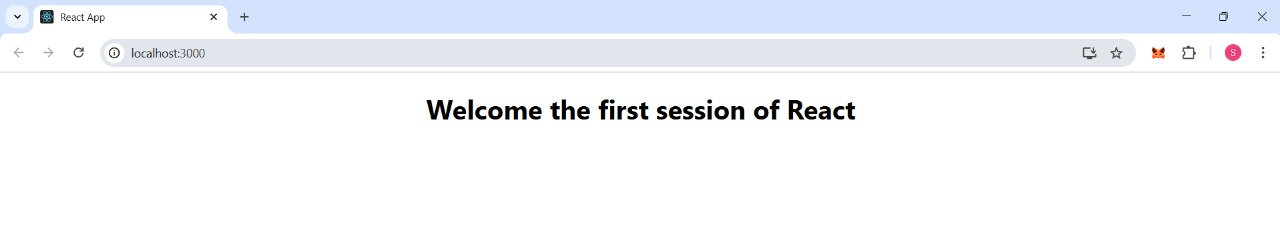 React App
localhost:3000
S
Welcome the first session of React